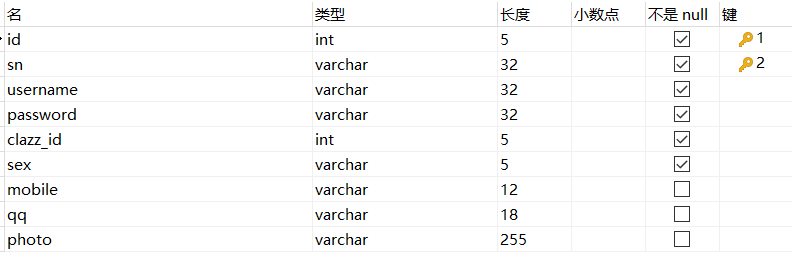 名 类型 长度 小数点 不是 null 键
id int 5 1
sn varchar 32 2
username varchar 32
password varchar 32
clazz_id int 5
sex varchar 5
mobile varchar 12
qq varchar 18
photo varchar 255